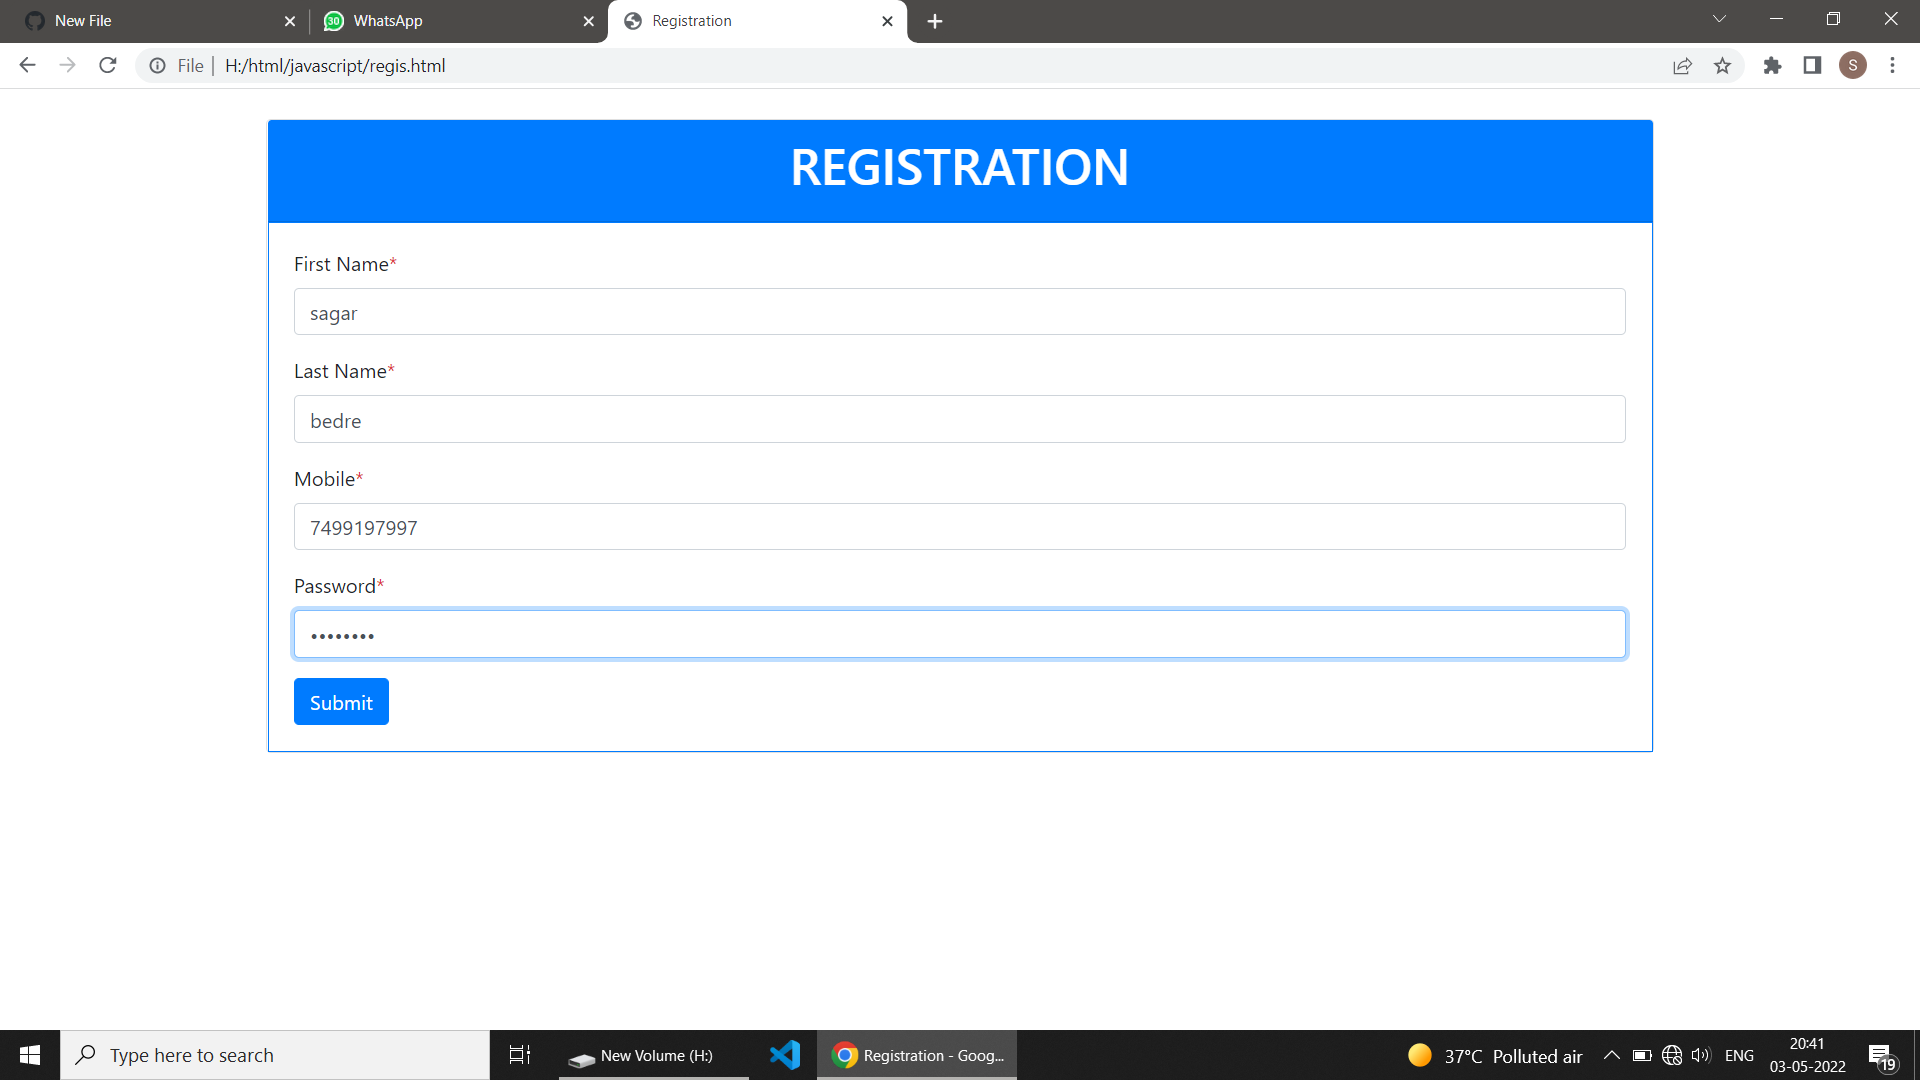 New File
30
WhatsApp
Registration
File | H:/html/javascript/regis.html
S
REGISTRATION
First Name*
sagar
Last Name*
bedre
Mobile*
7499197997
Password*
••••••••
Submit
Type here to search
New Volume (H:)
Registration - Goog...
37°C Polluted air
ENG
20:41
03-05-2022
19